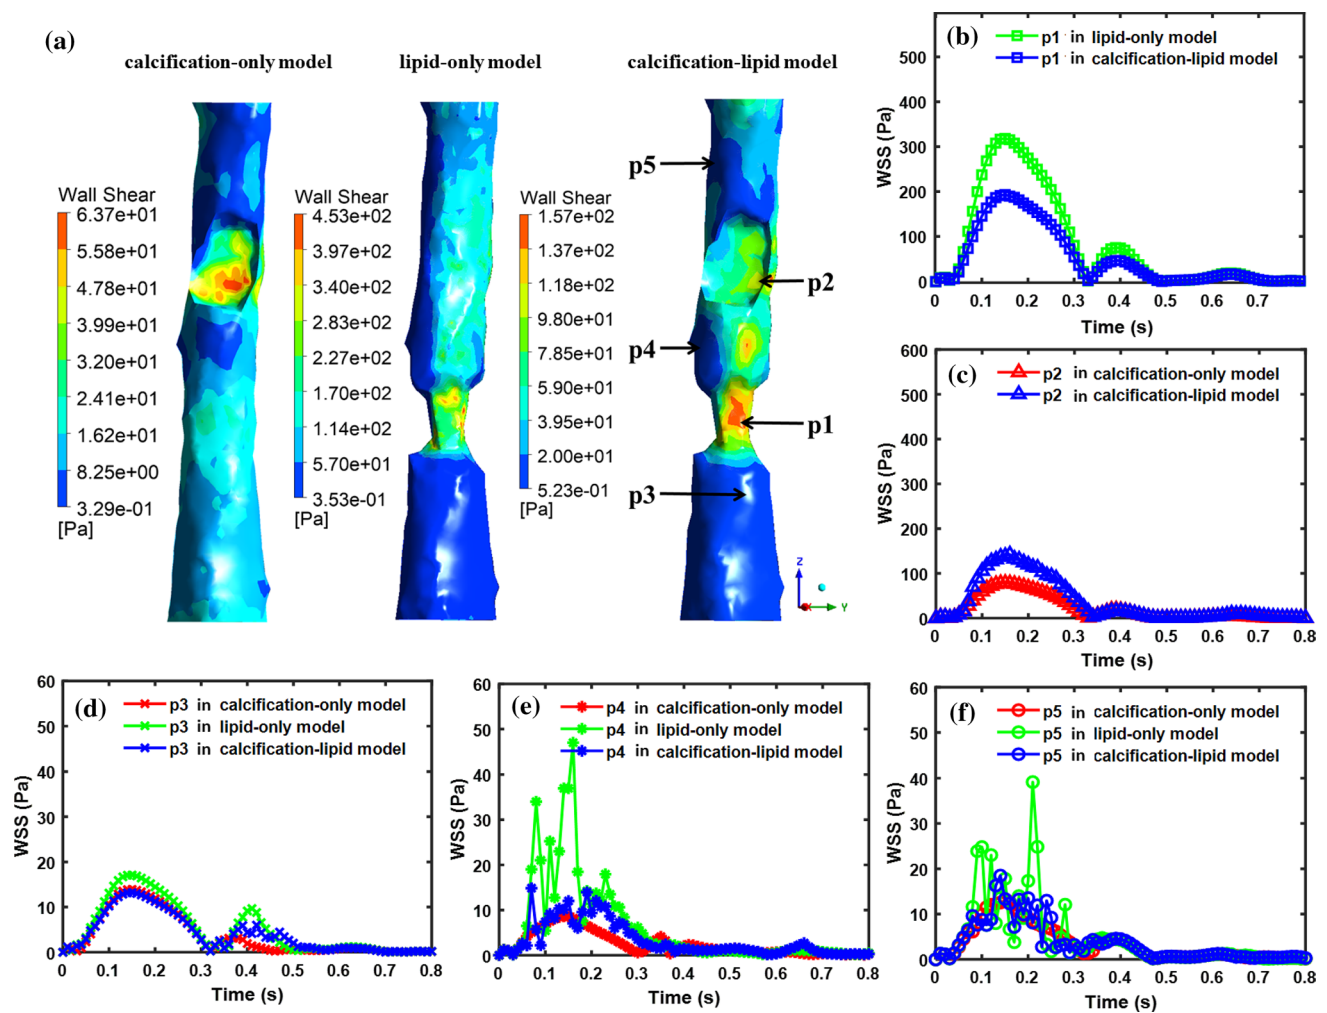 (a)
calcification-only model
lipid-only model
calcification-lipid model
Wall Shear
6.37e+01
5.58e+01
4.78e+01
3.99e+01
3.20e+01
2.41e+01
1.62e+01
8.25e+00
3.29e-01
[Pa]
Wall Shear
4.53e+02
3.97e+02
3.40e+02
2.83e+02
2.27e+02
1.70e+02
1.14e+02
5.70e+01
3.53e-01
[Pa]
Wall Shear
1.57e+02
1.37e+02
1.18e+02
9.80e+01
7.85e+01
5.90e+01
3.95e+01
2.00e+01
5.23e-01
[Pa]
p5
p2
p4
p1
p3
Z
X
Y
(b)
p1 in lipid-only model
p1 in calcification-lipid model
WSS (Pa)
500
400
300
200
100
0
0 0.1 0.2 0.3 0.4 0.5 0.6 0.7
Time (s)
(c)
p2 in calcification-only model
p2 in calcification-lipid model
WSS (Pa)
600
500
400
300
200
100
0
0 0.1 0.2 0.3 0.4 0.5 0.6 0.7 0.8
Time (s)
(d)
p3 in calcification-only model
p3 in lipid-only model
p3 in calcification-lipid model
WSS (Pa)
60
50
40
30
20
10
0
0 0.1 0.2 0.3 0.4 0.5 0.6 0.7 0.8
Time (s)
(e)
p4 in calcification-only model
p4 in lipid-only model
p4 in calcification-lipid model
WSS (Pa)
60
50
40
30
20
10
0
0 0.1 0.2 0.3 0.4 0.5 0.6 0.7 0.8
Time (s)
(f)
p5 in calcification-only model
p5 in lipid-only model
p5 in calcification-lipid model
WSS (Pa)
60
50
40
30
20
10
0
0 0.1 0.2 0.3 0.4 0.5 0.6 0.7 0.8
Time (s)